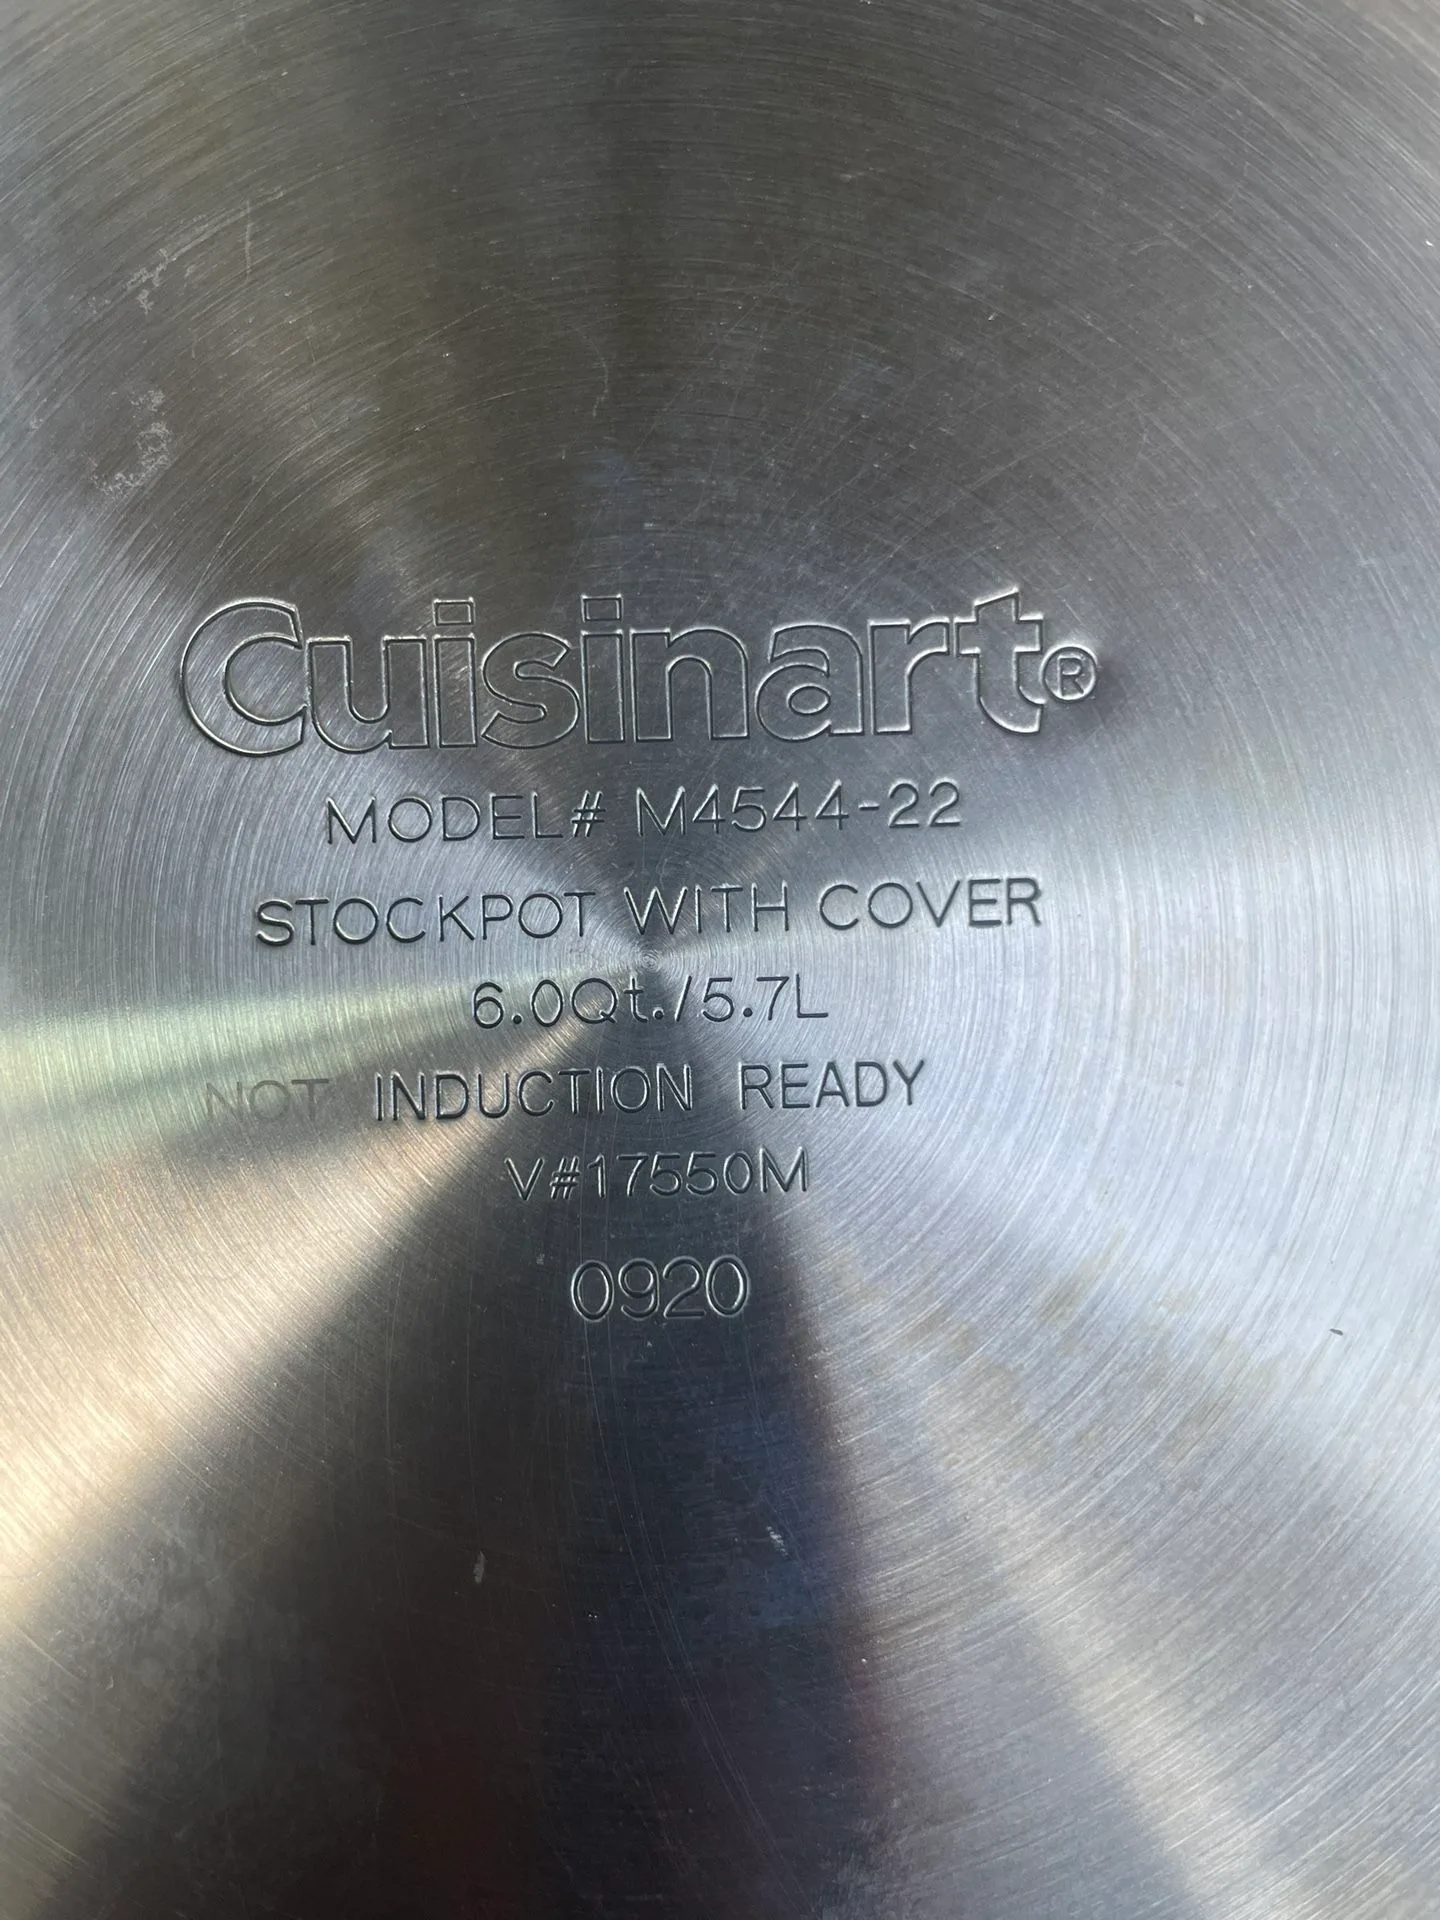 Cuisinart®
MODEL# M4544-22
STOCKPOT WITH COVER
6.0Qt./5.7L
NOT INDUCTION READY
V#17550M
0920